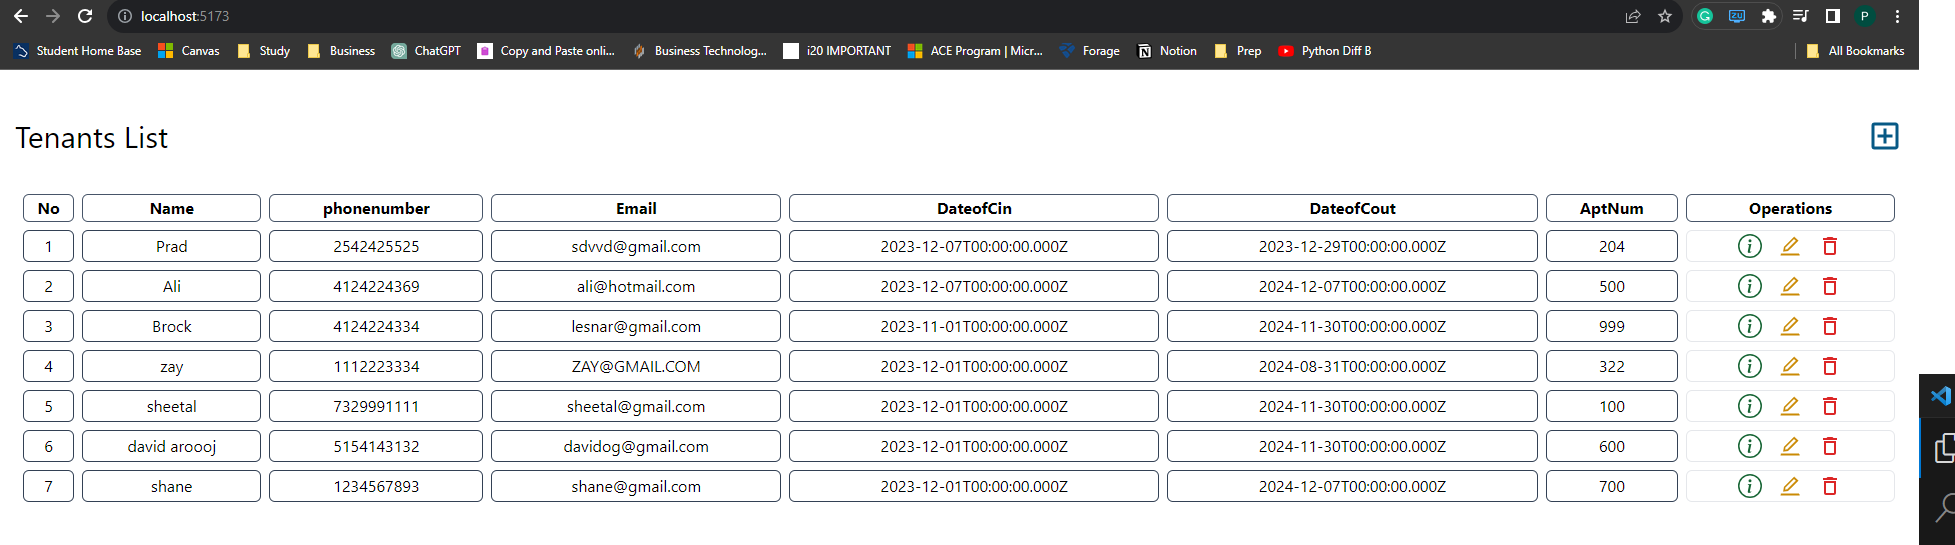 localhost:5173
Student Home Base Canvas Study Business ChatGPT Copy and Paste onli... Business Technolog... i20 IMPORTANT ACE Program | Micr... Forage Notion Prep Python Diff B All Bookmarks
Tenants List
No Name phonenumber Email DateofCin DateofCout AptNum Operations
1 Prad 2542425525 sdvvd@gmail.com 2023-12-07T00:00:00.000Z 2023-12-29T00:00:00.000Z 204
2 Ali 4124224369 ali@hotmail.com 2023-12-07T00:00:00.000Z 2024-12-07T00:00:00.000Z 500
3 Brock 4124224334 lesnar@gmail.com 2023-11-01T00:00:00.000Z 2024-11-30T00:00:00.000Z 999
4 zay 1112223334 ZAY@GMAIL.COM 2023-12-01T00:00:00.000Z 2024-08-31T00:00:00.000Z 322
5 sheetal 7329991111 sheetal@gmail.com 2023-12-01T00:00:00.000Z 2024-11-30T00:00:00.000Z 100
6 david aroooj 5154143132 davidog@gmail.com 2023-12-01T00:00:00.000Z 2024-11-30T00:00:00.000Z 600
7 shane 1234567893 shane@gmail.com 2023-12-01T00:00:00.000Z 2024-12-07T00:00:00.000Z 700